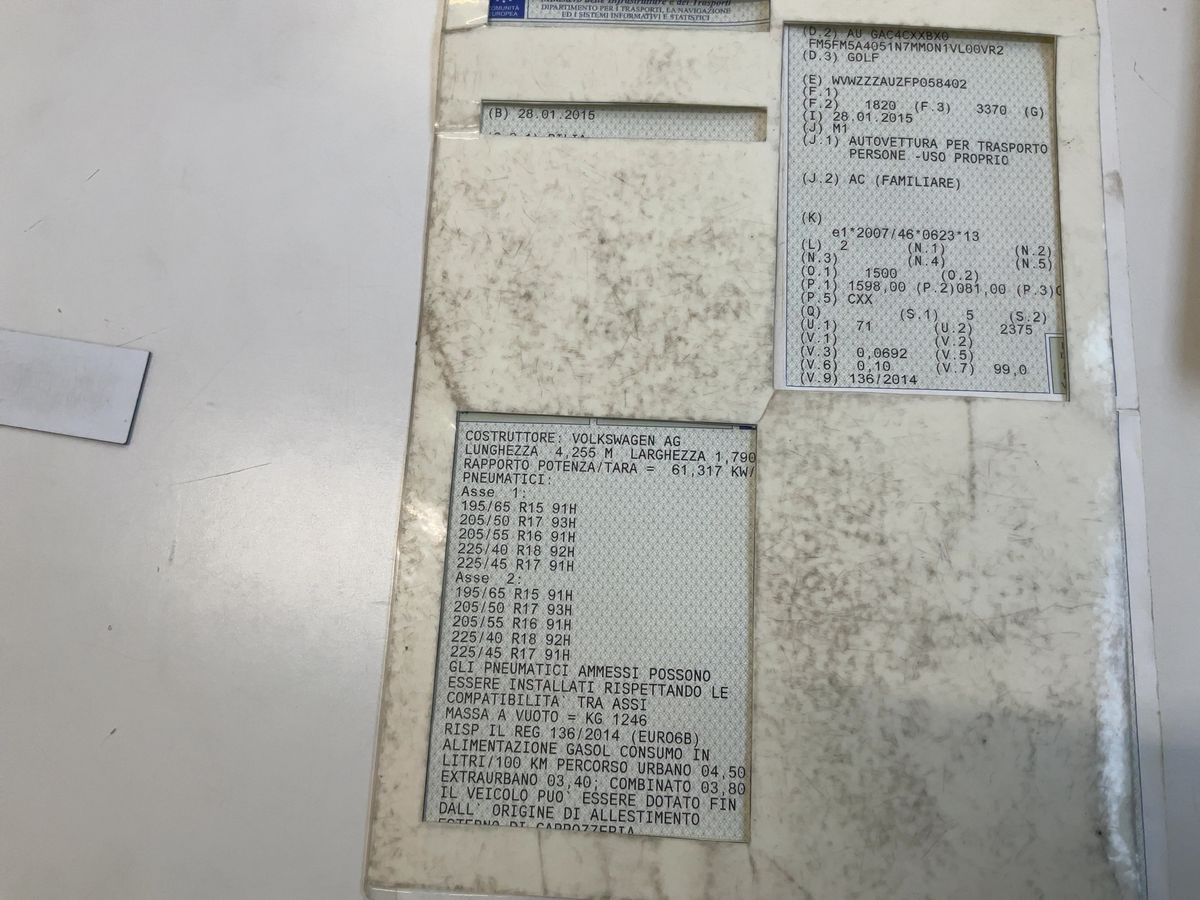 COMUNITÀ
EUROPEA
Ministero delle Infrastrutture e dei Trasporti
DIPARTIMENTO PER I TRASPORTI, LA NAVIGAZIONE
ED I SISTEMI INFORMATIVI E STATISTICI
(B) 28.01.2015
(D.2) AU GAC4CXXBX0
FM5FM5A4051N7MMON1VL00VR2
(D.3) GOLF
(E) WVWZZZAUZFP058402
(F.1)
(F.2) 1820 (F.3) 3370 (G)
(I) 28.01.2015
(J) M1
(J.1) AUTOVETTURA PER TRASPORTO
PERSONE -USO PROPRIO
(J.2) AC (FAMILIARE)
(K)
e1*2007/46*0623*13
(L) 2 (N.1) (N.2)
(N.3) (N.4) (N.5)
(O.1) 1500 (O.2)
(P.1) 1598,00 (P.2)081,00 (P.3)
(P.5) CXX
(Q) (S.1) 5 (S.2)
(U.1) 71 (U.2) 2375
(V.1) (V.2)
(V.3) 0,0692 (V.5)
(V.6) 0,10 (V.7) 99,0
(V.9) 136/2014
COSTRUTTORE: VOLKSWAGEN AG
LUNGHEZZA 4,255 M LARGHEZZA 1,790
RAPPORTO POTENZA/TARA = 61,317 KW/
PNEUMATICI:
Asse 1:
195/65 R15 91H
205/50 R17 93H
205/55 R16 91H
225/40 R18 92H
225/45 R17 91H
Asse 2:
195/65 R15 91H
205/50 R17 93H
205/55 R16 91H
225/40 R18 92H
225/45 R17 91H
GLI PNEUMATICI AMMESSI POSSONO
ESSERE INSTALLATI RISPETTANDO LE
COMPATIBILITA` TRA ASSI
MASSA A VUOTO = KG 1246
RISP IL REG 136/2014 (EURO6B)
ALIMENTAZIONE GASOL CONSUMO IN
LITRI/100 KM PERCORSO URBANO 04,50
EXTRAURBANO 03,40; COMBINATO 03,80
IL VEICOLO PUO` ESSERE DOTATO FIN
DALL` ORIGINE DI ALLESTIMENTO
ESTERNO DI CARROZZERIA